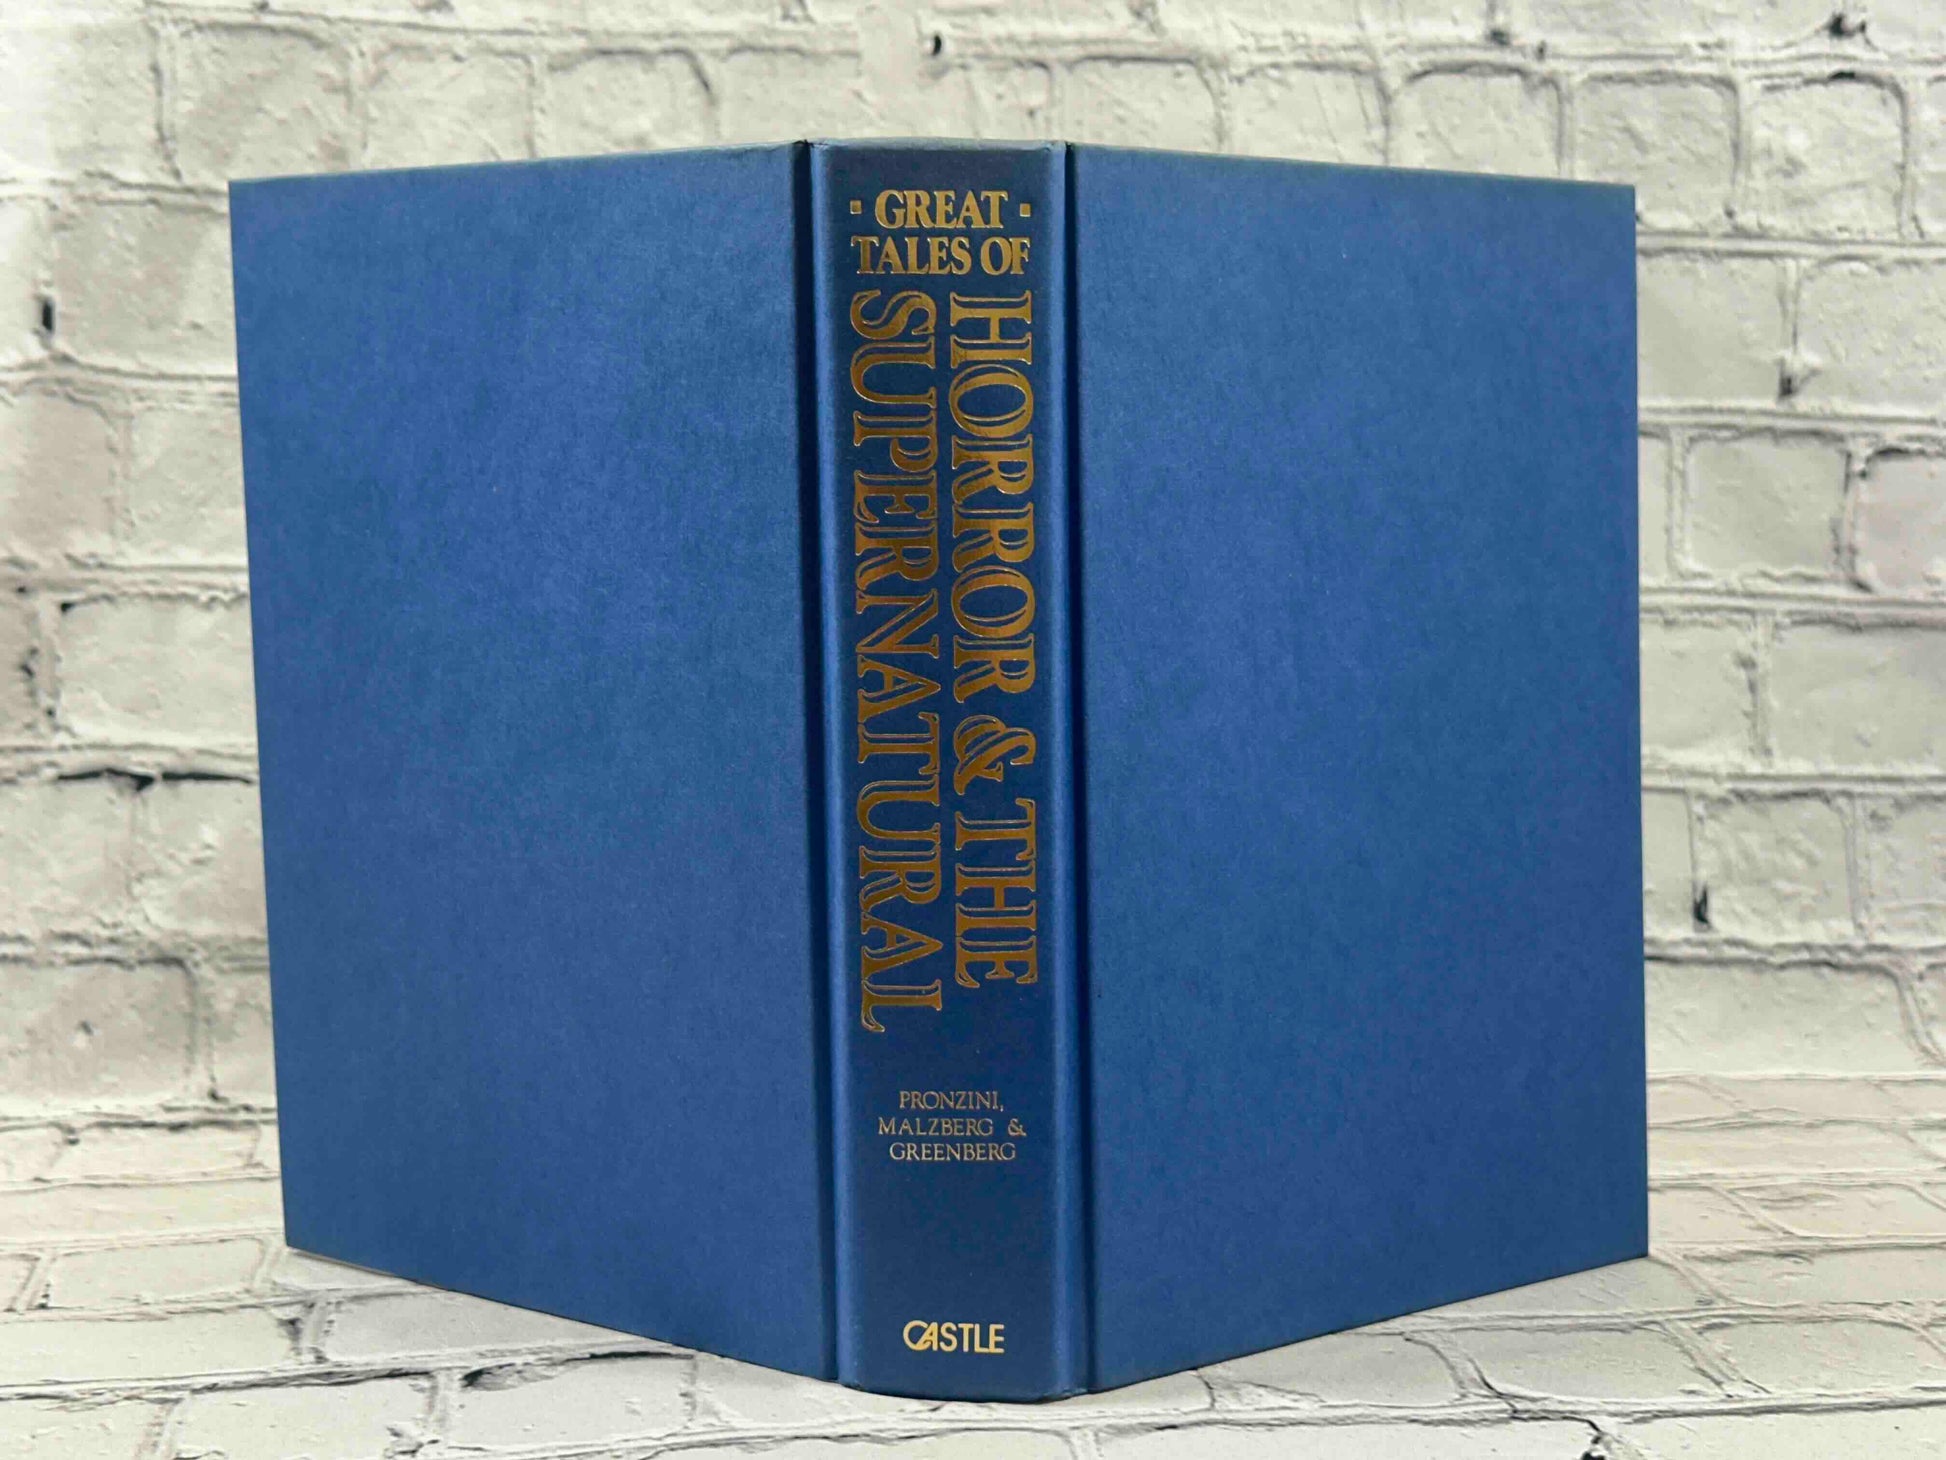 · GREAT ·
TALES OF
HORROR & THE
SUPERNATURAL
PRONZINI,
MALZBERG &
GREENBERG
CASTLE